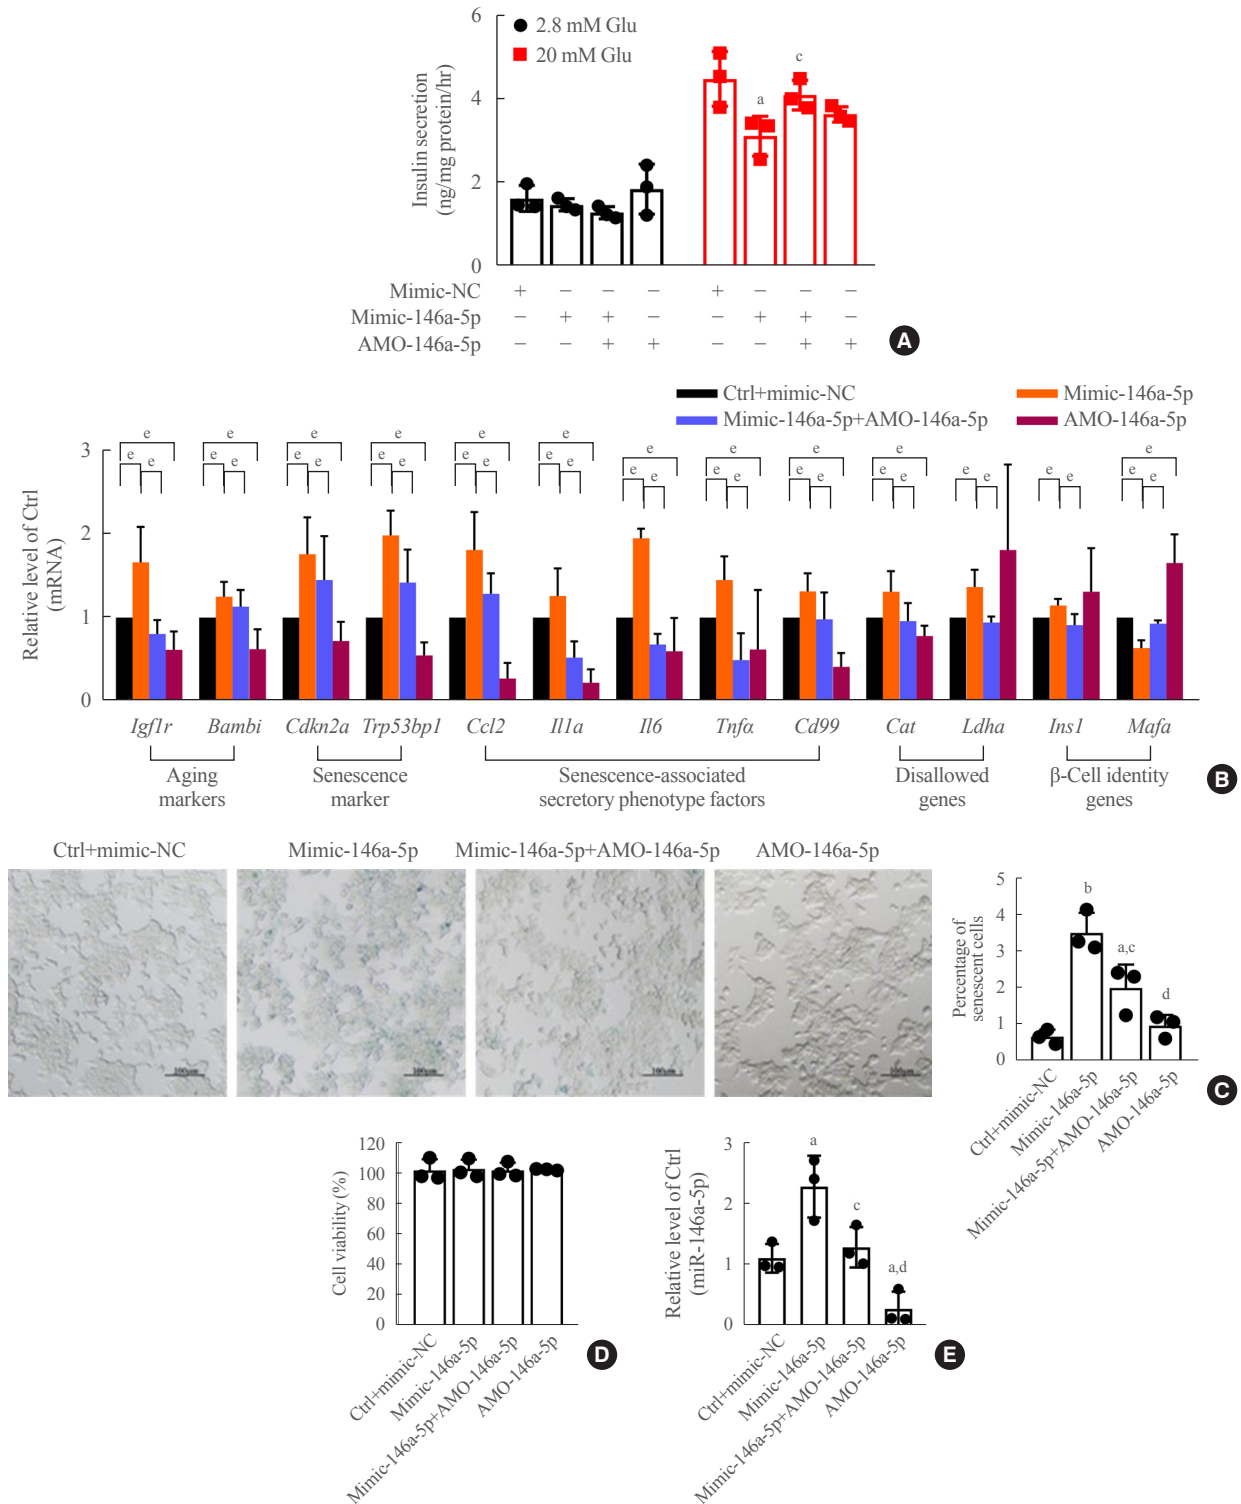 6
4
2
0
Insulin secretion
(ng/mg protein/hr)
2.8 mM Glu
20 mM Glu
a
c
Mimic-NC + − − − + − − −
Mimic-146a-5p − + + − − + + −
AMO-146a-5p − − + + − − + +
A
Ctrl+mimic-NC
Mimic-146a-5p
Mimic-146a-5p+AMO-146a-5p
AMO-146a-5p
3
2
1
0
Relative level of Ctrl
(mRNA)
e e e e e e e e e e
e e e e e e e e e e e e e e e e e e e e e e e e e e
Igf1r Bambi Cdkn2a Trp53bp1 Ccl2 Il1a Il6 Tnfα Cd99 Cat Ldha Ins1 Mafa
Aging
markers
Senescence
marker
Senescence-associated
secretory phenotype factors
Disallowed
genes
β-Cell identity
genes
B
Ctrl+mimic-NC
Mimic-146a-5p
Mimic-146a-5p+AMO-146a-5p
AMO-146a-5p
100μm
100μm
100μm
100μm
5
4
3
2
1
0
Percentage of
senescent cells
b
a,c
d
Ctrl+mimic-NC
Mimic-146a-5p
Mimic-146a-5p+AMO-146a-5p
AMO-146a-5p
C
120
100
80
60
40
20
0
Cell viability (%)
Ctrl+mimic-NC
Mimic-146a-5p
Mimic-146a-5p+AMO-146a-5p
AMO-146a-5p
D
3
2
1
0
Relative level of Ctrl
(miR-146a-5p)
a
c
a,d
Ctrl+mimic-NC
Mimic-146a-5p
Mimic-146a-5p+AMO-146a-5p
AMO-146a-5p
E